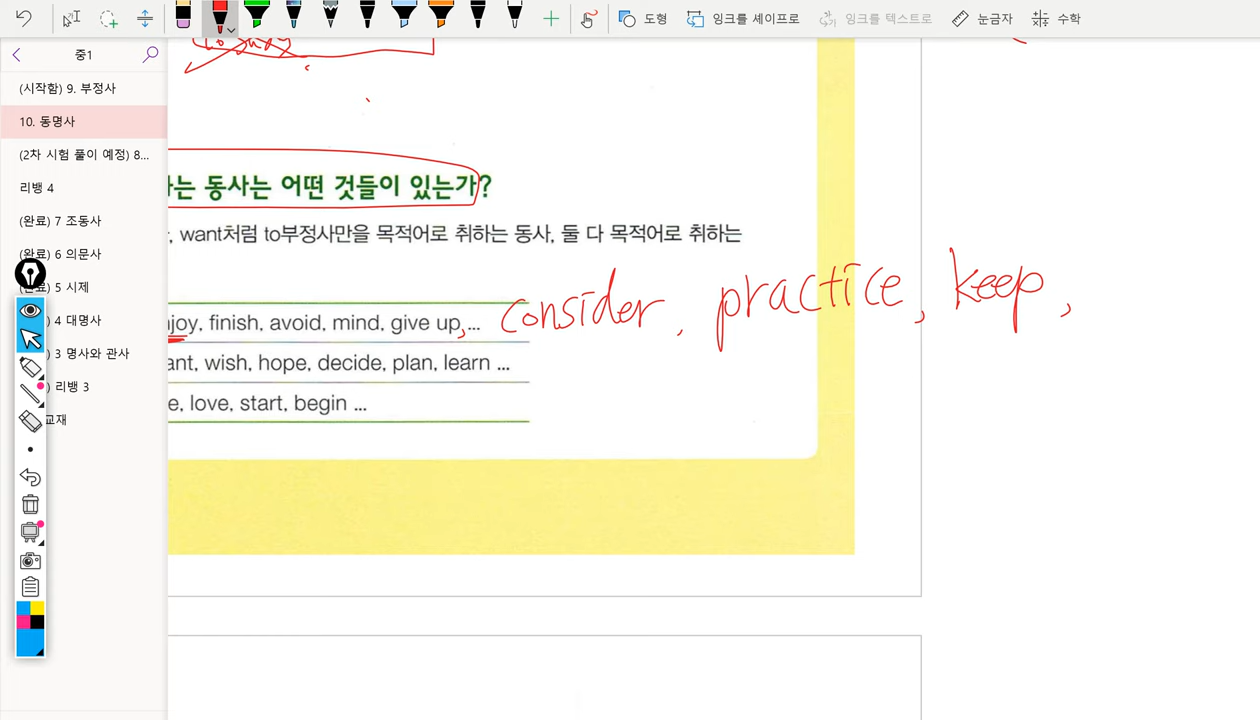 도형 잉크를 셰이프로 잉크를 텍스트로 눈금자 수학
중1
(시작함) 9. 부정사
10. 동명사
(2차 시험 풀이 예정) 8...
리뱅 4
(완료) 7 조동사
(완료) 6 의문사
) 5 시제
) 4 대명사
) 3 명사와 관사
) 리뱅 3
교재
는 동사는 어떤 것들이 있는가?
, want처럼 to부정사만을 목적어로 취하는 동사, 둘 다 목적어로 취하는
njoy, finish, avoid, mind, give up, ... consider, practice, keep,
ant, wish, hope, decide, plan, learn ...
e, love, start, begin ...